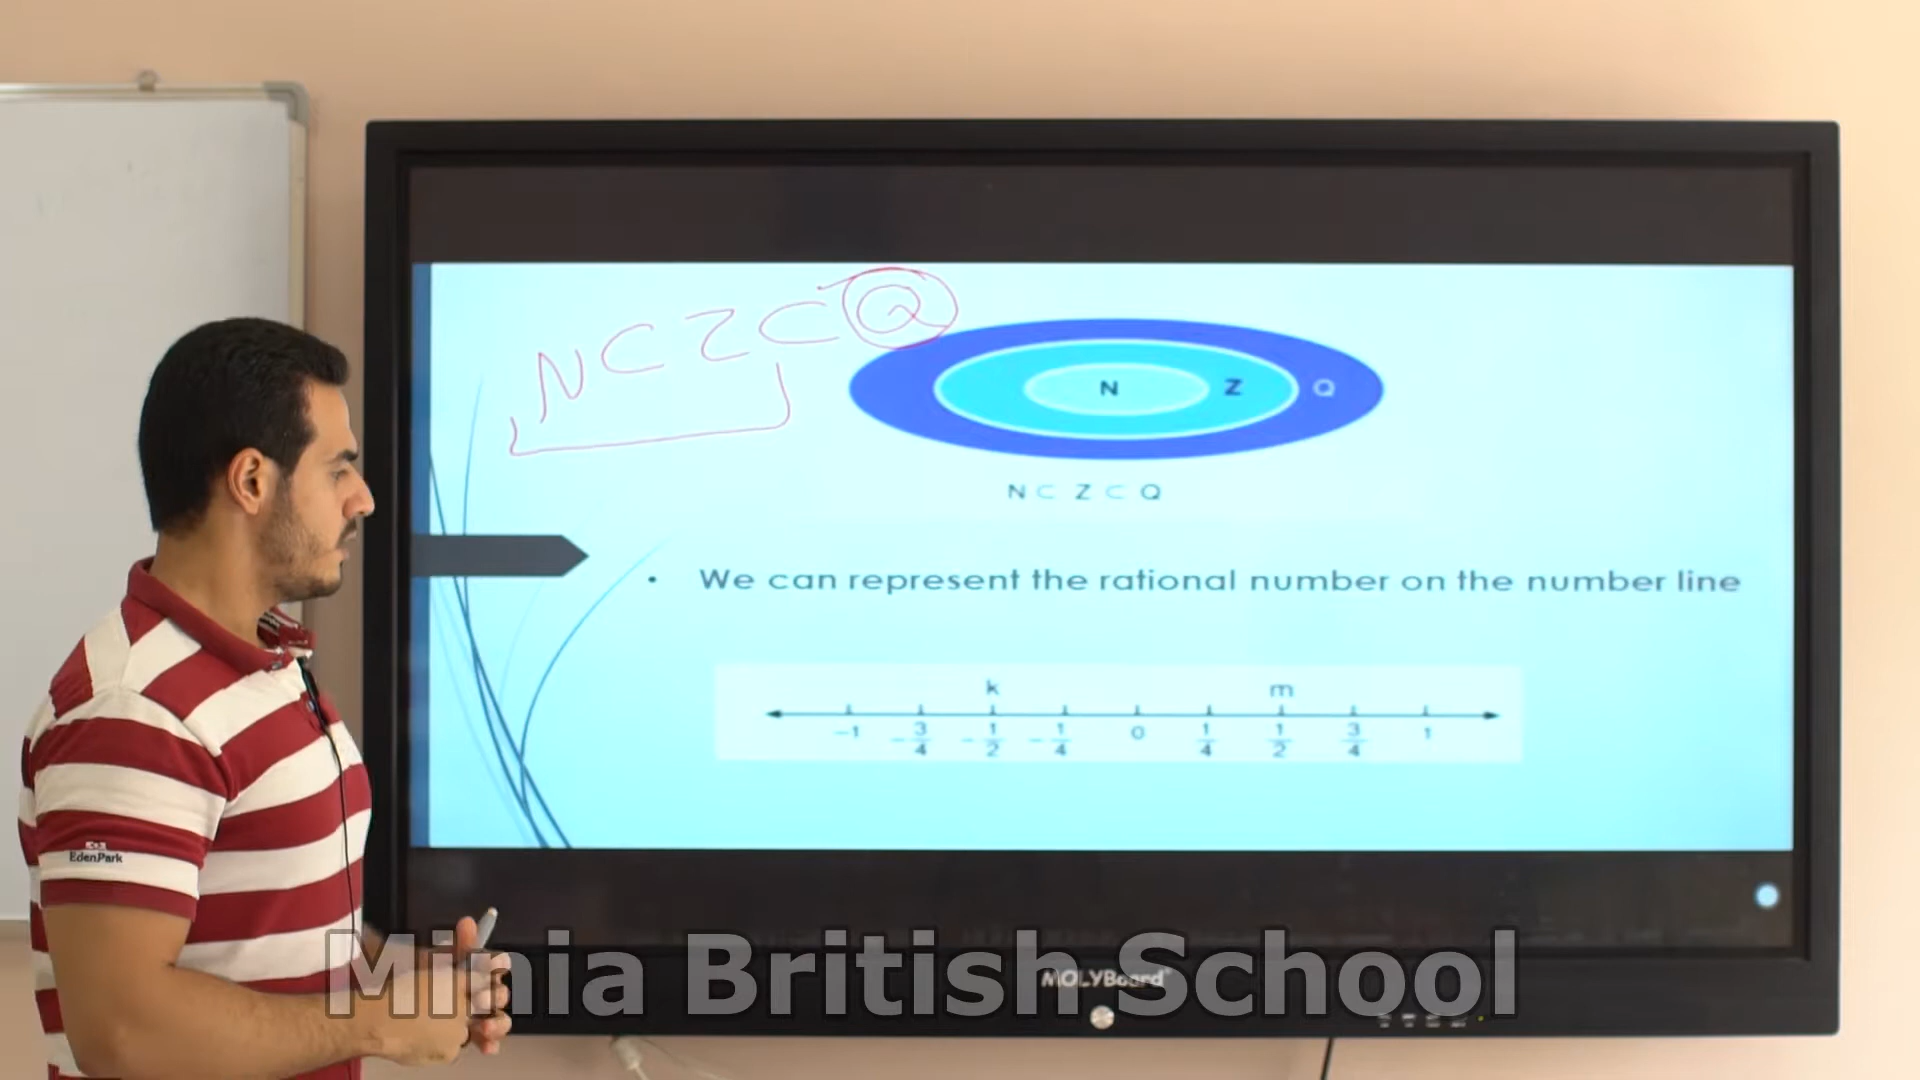 N ⊂ Z ⊂ Q
N Z Q
N ⊂ Z ⊂ Q
• We can represent the rational number on the number line
k m
-1 -3/4 -1/2 -1/4 0 1/4 1/2 3/4 1
EdenPark
Minia British School
MOLYBoard